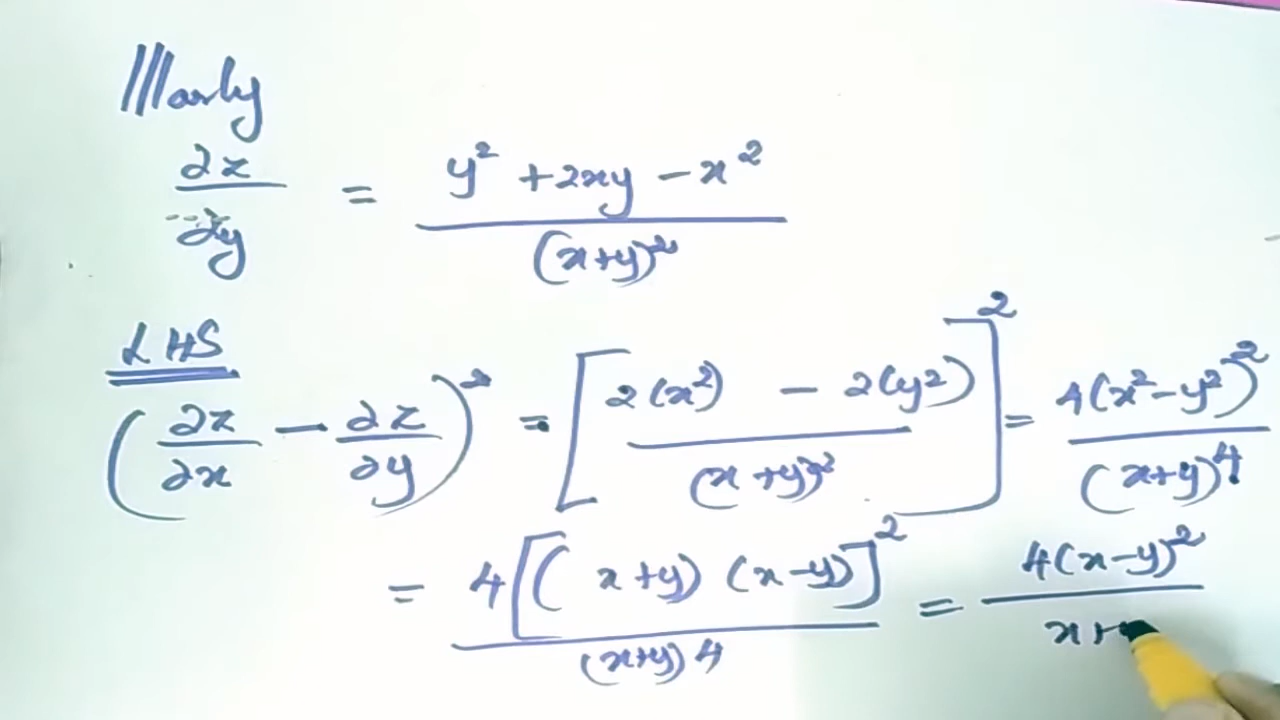 Illarly
∂z/∂y = (y² + 2xy - x²)/(x+y)²
LHS
(∂z/∂x - ∂z/∂y)² = [(2(x²) - 2(y²))/(x+y)²]² = 4(x²-y²)²/(x+y)⁴
= 4[(x+y)(x-y)]²/(x+y)4 = 4(x-y)²/x+y